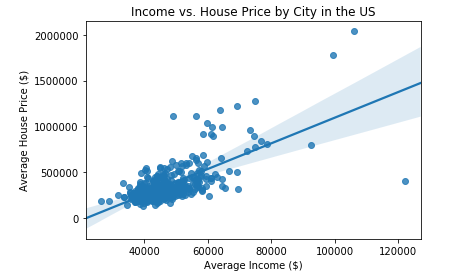 Income vs. House Price by City in the US
Average House Price ($)
2000000
1500000
1000000
500000
0
40000 60000 80000 100000 120000
Average Income ($)